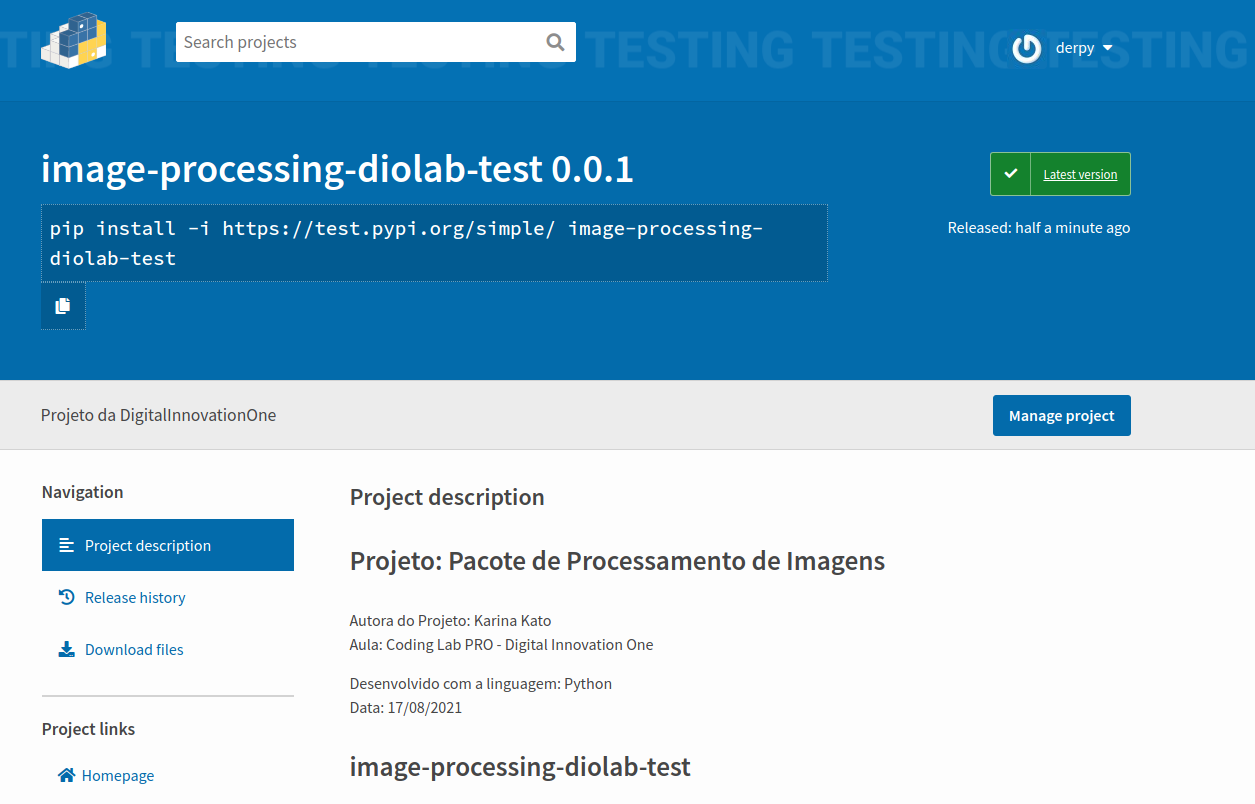 TESTING TESTING TESTING TESTING TESTING TESTING
Search projects
derpy
image-processing-diolab-test 0.0.1
Latest version
pip install -i https://test.pypi.org/simple/ image-processing-
diolab-test
Released: half a minute ago
Projeto da DigitalInnovationOne
Manage project
Navigation
Project description
Release history
Download files
Project links
Homepage
Project description
Projeto: Pacote de Processamento de Imagens
Autora do Projeto: Karina Kato
Aula: Coding Lab PRO - Digital Innovation One
Desenvolvido com a linguagem: Python
Data: 17/08/2021
image-processing-diolab-test